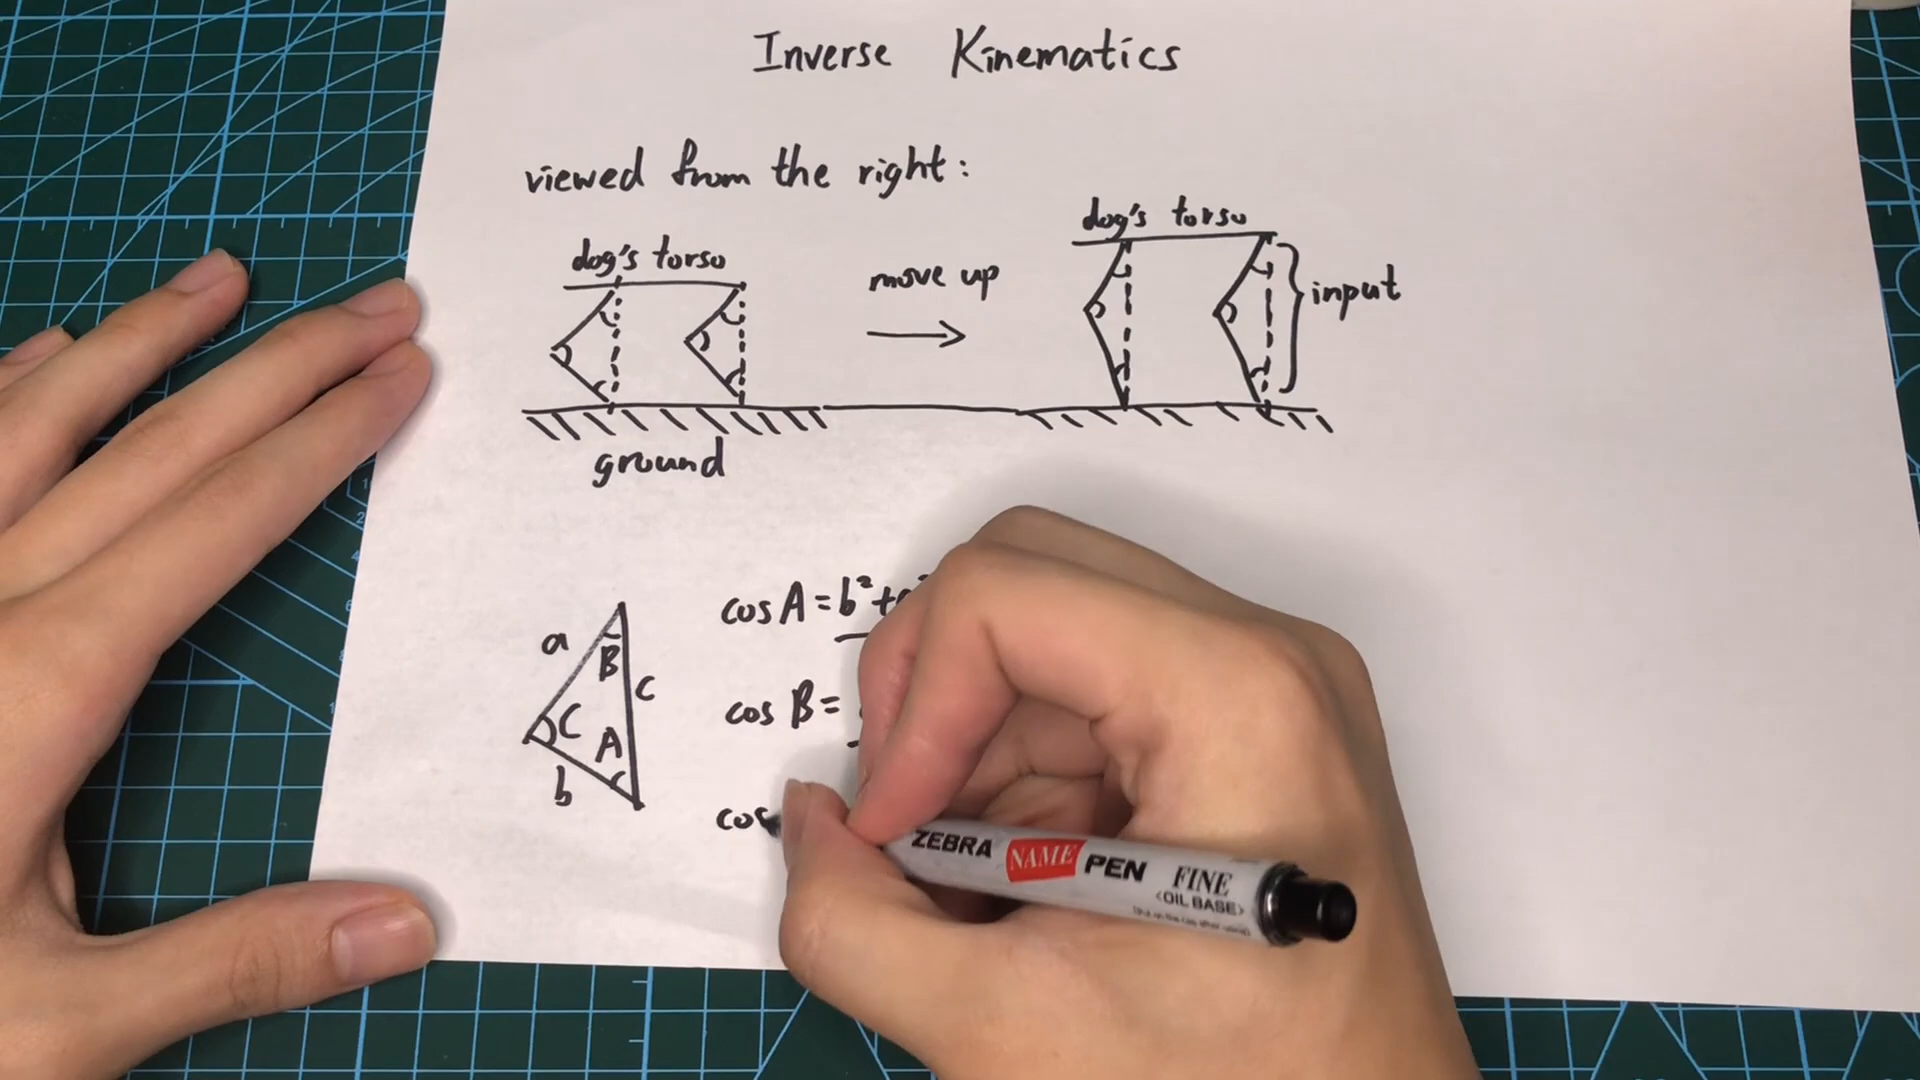 Inverse Kinematics
viewed from the right:
dog's torso
dog's torso
move up
input
ground
a
B
c
C
A
b
cos A = b²+
cos B =
cos
ZEBRA NAME PEN FINE
<OIL BASE>